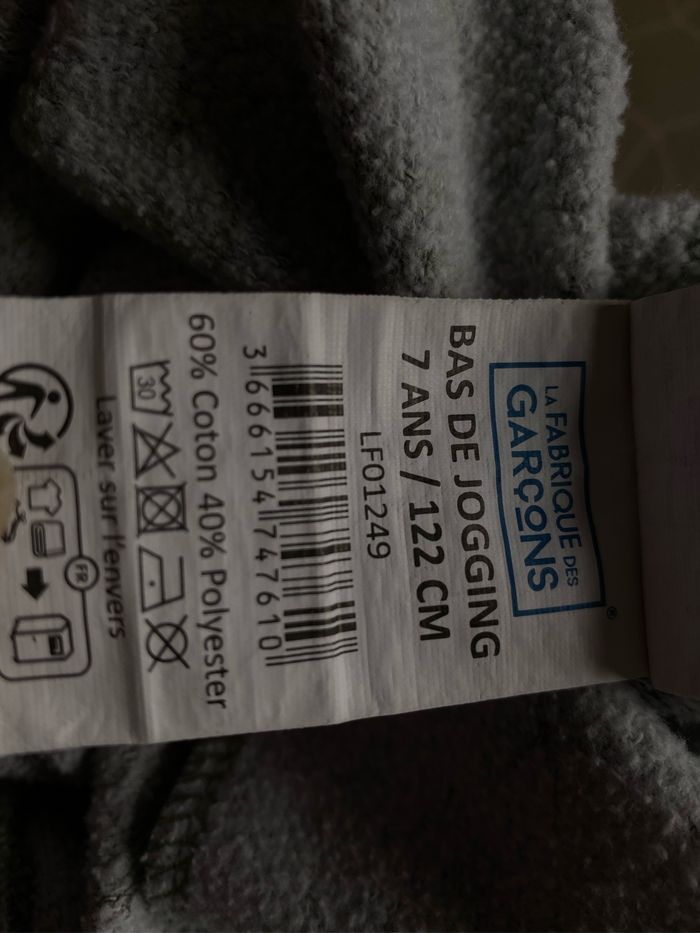 LA FABRIQUE DES
GARÇONS
®
BAS DE JOGGING
7 ANS / 122 CM
LF01249
3 666154 747610
60% Coton 40% Polyester
30
Laver sur l'envers
FR